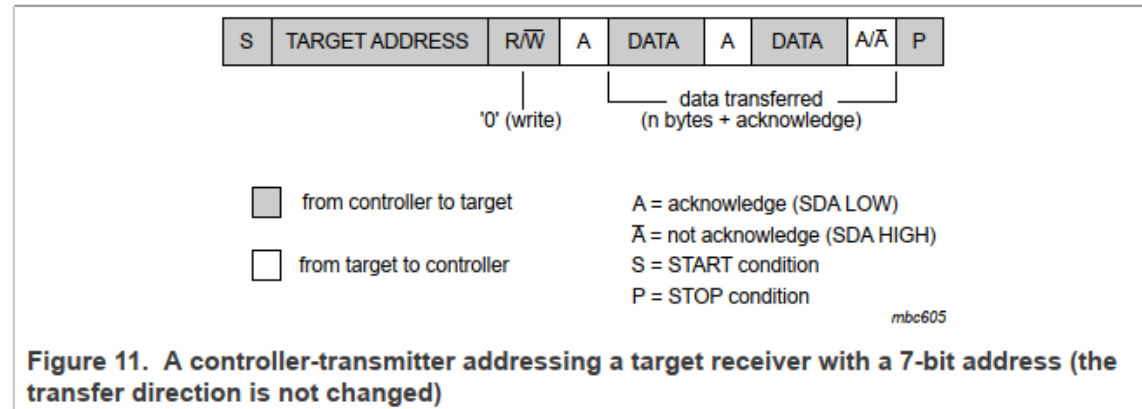 S TARGET ADDRESS R/W̅ A DATA A DATA A/A̅ P
data transferred
'0' (write) (n bytes + acknowledge)
from controller to target
from target to controller
A = acknowledge (SDA LOW)
A̅ = not acknowledge (SDA HIGH)
S = START condition
P = STOP condition
mbc605
Figure 11. A controller-transmitter addressing a target receiver with a 7-bit address (the
transfer direction is not changed)